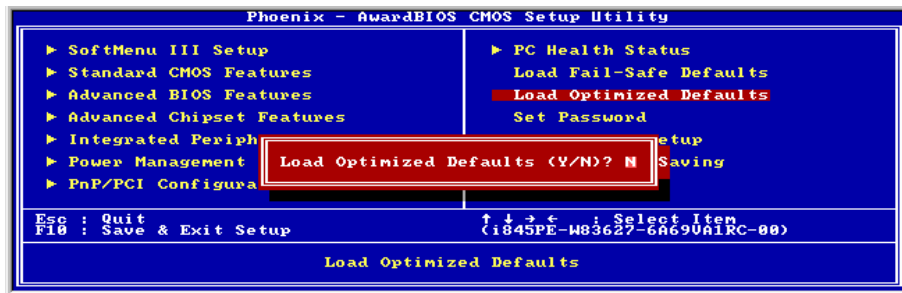 Phoenix - AwardBIOS CMOS Setup Utility
► SoftMenu III Setup
► Standard CMOS Features
► Advanced BIOS Features
► Advanced Chipset Features
► Integrated Periph
► Power Management
► PnP/PCI Configura
► PC Health Status
Load Fail-Safe Defaults
Load Optimized Defaults
Set Password
etup
Saving
Load Optimized Defaults (Y/N)? N
Esc : Quit
F10 : Save & Exit Setup
↑ ↓ → ← : Select Item
(i845PE-W83627-6A69VA1RC-00)
Load Optimized Defaults